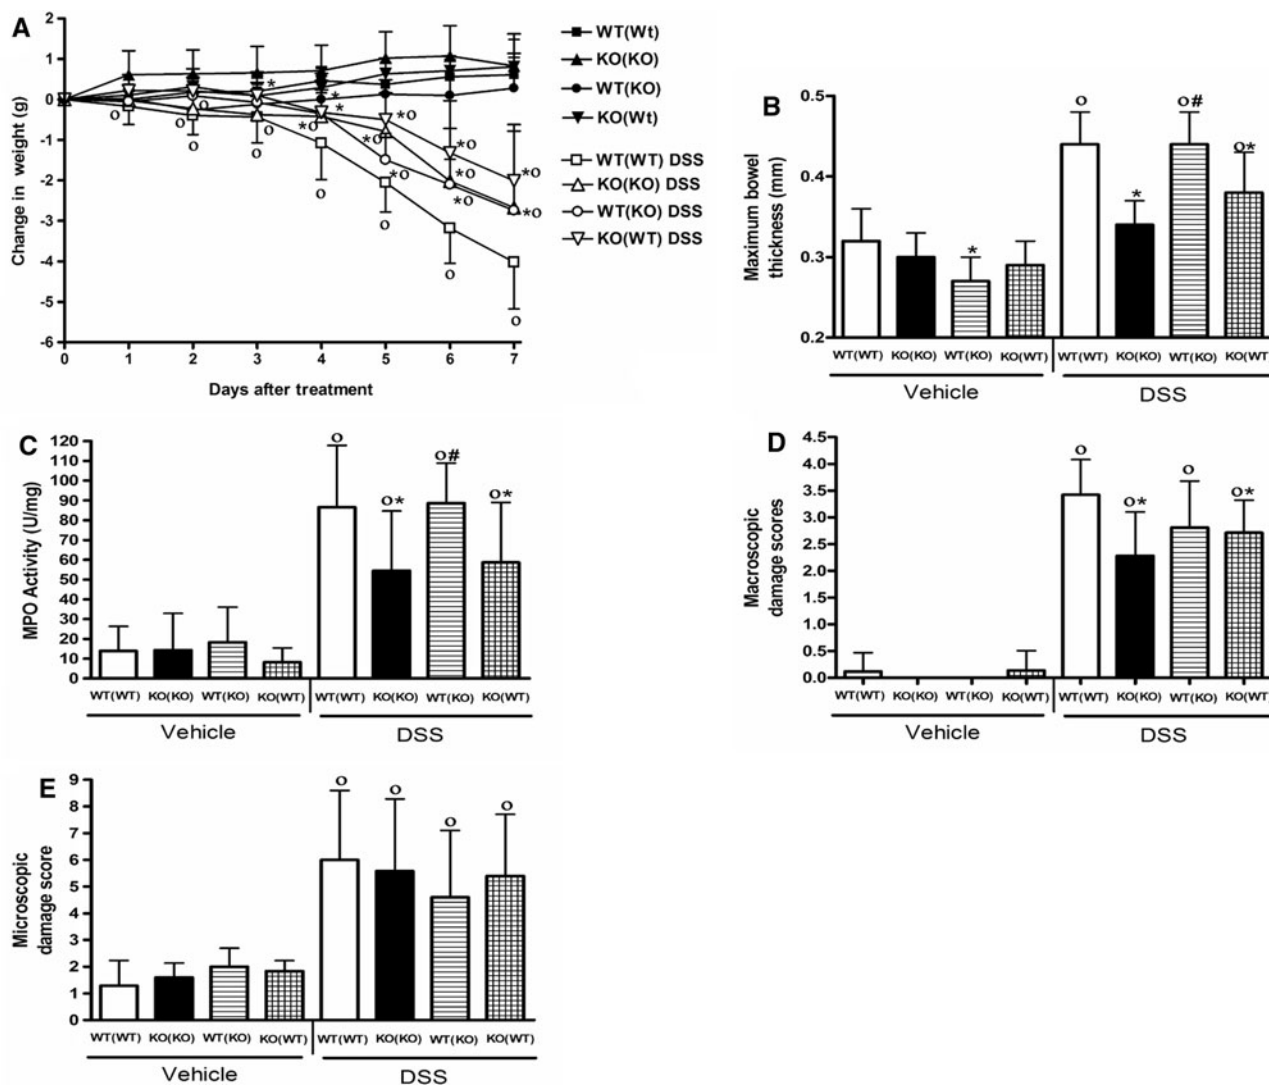 A
Change in weight (g)
2
1
0
-1
-2
-3
-4
-5
-6
0 1 2 3 4 5 6 7
Days after treatment
o o o o o o o o o
* * * *o *o *o *o *o *o *o *o
WT(Wt)
KO(KO)
WT(KO)
KO(Wt)
WT(WT) DSS
KO(KO) DSS
WT(KO) DSS
KO(WT) DSS
B
Maximum bowel
thickness (mm)
0.5
0.4
0.3
0.2
* o * o# o*
WT(WT) KO(KO) WT(KO) KO(WT) WT(WT) KO(KO) WT(KO) KO(WT)
Vehicle DSS
C
MPO Activity (U/mg)
120
110
100
90
80
70
60
50
40
30
20
10
0
o o* o# o*
WT(WT) KO(KO) WT(KO) KO(WT) WT(WT) KO(KO) WT(KO) KO(WT)
Vehicle DSS
D
Macroscopic
damage scores
4.5
4.0
3.5
3.0
2.5
2.0
1.5
1.0
0.5
0.0
o o* o o*
WT(WT) KO(KO) WT(KO) KO(WT) WT(WT) KO(KO) WT(KO) KO(WT)
Vehicle DSS
E
Microscopic
damage score
9
8
7
6
5
4
3
2
1
0
o o o o
WT(WT) KO(KO) WT(KO) KO(WT) WT(WT) KO(KO) WT(KO) KO(WT)
Vehicle DSS